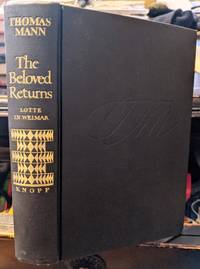 THOMAS
MANN
The
Beloved
Returns
LOTTE
IN WEIMAR
KNOPF